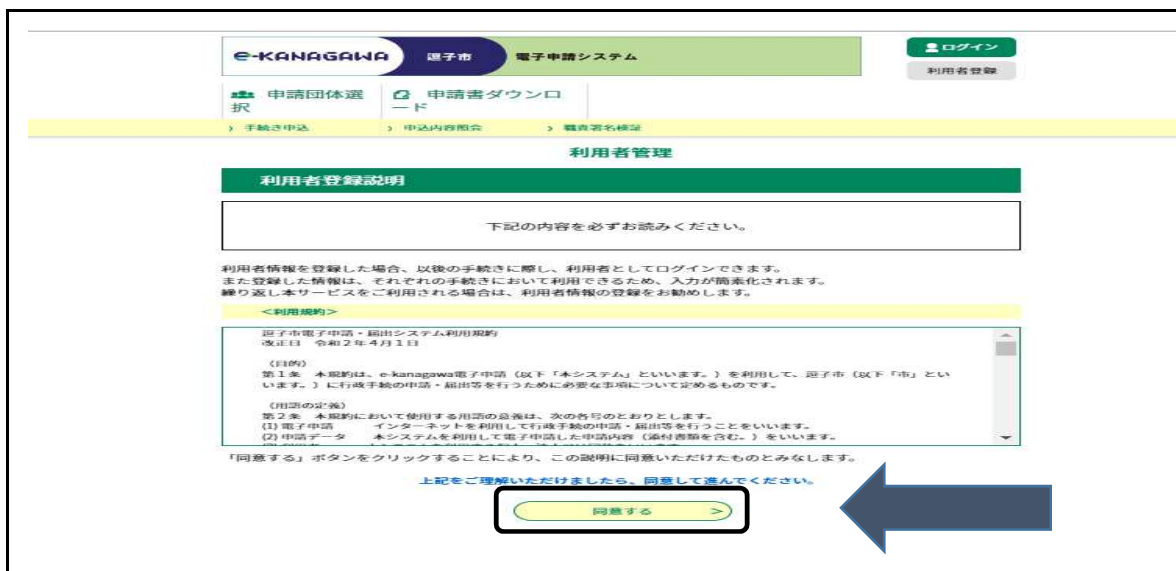 e-KANAGAWA 逗子市 電子申請システム
ログイン
利用者登録
申請団体選択
申請書ダウンロード
> 手続き申込 > 申込内容照会 > 職責署名検証
利用者管理
利用者登録説明
下記の内容を必ずお読みください。
利用者情報を登録した場合、以後の手続きに際し、利用者としてログインできます。
また登録した情報は、それぞれの手続きにおいて利用できるため、入力が簡素化されます。
繰り返し本サービスをご利用される場合は、利用者情報の登録をお勧めします。
<利用規約>
逗子市電子申請・届出システム利用規約
改正日 令和2年4月1日
(目的)
第1条 本規約は、e-kanagawa電子申請(以下「本システム」といいます。)を利用して、逗子市(以下「市」とい
います。)に行政手続の申請・届出等を行うために必要な事項について定めるものです。
(用語の定義)
第2条 本規約において使用する用語の意義は、次の各号のとおりとします。
(1) 電子申請 インターネットを利用して行政手続の申請・届出等を行うことをいいます。
(2) 申請データ 本システムを利用して電子申請した申請内容(添付書類を含む。)をいいます。
「同意する」ボタンをクリックすることにより、この説明に同意いただけたものとみなします。
上記をご理解いただけましたら、同意して進んでください。
同意する >